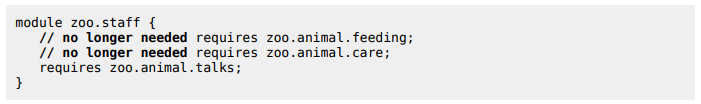 module zoo.staff {
// no longer needed requires zoo.animal.feeding;
// no longer needed requires zoo.animal.care;
requires zoo.animal.talks;
}